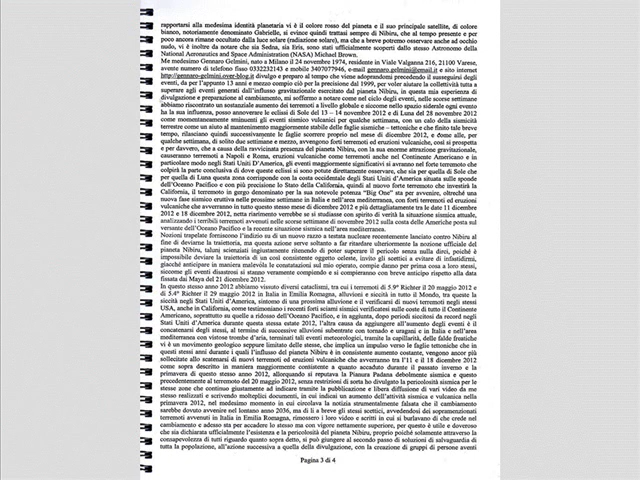 rapportarsi alla medesima identità planetaria vi è il colore rosso del pianeta e il suo principale satellite, di colore
bianco, notoriamente denominato Gabrielle, si evince quindi trattasi sempre di Nibiru, che al tempo presente e per
poco ancora rimane occultato dalla luce solare (radiazione solare), ma che a breve potremo osservare anche ad occhio
nudo, vi è inoltre da notare che sia Sedna, sia Eris, sono stati ufficialmente scoperti dallo stesso Astronomo della
National Aeronautics and Space Administration (NASA) Michael Brown.
Me medesimo Gennaro Gelmini, nato a Milano il 24 novembre 1974, residente in Viale Valganna 216, 21100 Varese,
avente numero di telefono fisso 0332232143 e mobile 3407077946, e-mail gennaro.gelmini@email.it e sito internet
http://gennaro-gelmini.over-blog.it divulgo e preparo al tempo che viene adoprandomi precedendo il susseguirsi degli
eventi, da per l'appunto 13 anni e mezzo compio ciò per la precisione dal 1999, per voler aiutare la collettività tutta a
superare agli eventi generati dall'influsso gravitazionale esercitato dal pianeta Nibiru, in questa mia esperienza di
divulgazione e preparazione al cambiamento, mi soffermo a notare come nel ciclo degli eventi, nelle scorse settimane
abbiamo riscontrato un sostanziale aumento dei terremoti a livello globale e siccome nello spazio siderale ogni evento
ha la sua influenza, posso annoverare le eclissi di Sole del 13 – 14 novembre 2012 e di Luna del 28 novembre 2012
come momentaneamente sminuenti gli eventi sismico vulcanici per qualche settimana, con un calo della sismicità
terrestre come un aiuto al mantenimento maggiormente stabile delle faglie sismiche – tettoniche e che finito tale breve
tempo, rilasciano quindi successivamente le faglie scorrere proprio nel mese di dicembre 2012, e dome alle, per
qualche settimana, di solito due settimane e mezzo, avvengono forti terremoti ed eruzioni vulcaniche, così si prospetta
e per davvero, che a causa della ravvicinata presenza del pianeta Nibiru, con la sua enorme attrazione gravitazionale,
causeranno terremoti a Napoli e Roma, eruzioni vulcaniche come terremoti anche nel Continente Americano e in
particolare modo negli Stati Uniti D'America, gli eventi maggiormente significativi si avranno nel forte terremoto che
colpirà la parte conclusiva di dove queste eclissi si sono potute direttamente osservare, che sia per quella di Sole che
per quella di Luna questa zona corrisponde con la costa occidentale degli Stati Uniti D'America situata sulle sponde
dell'Oceano Pacifico e con più precisione lo Stato della California, quindi al nuovo forte terremoto che investirà la
California, il terremoto in gergo denominato per la sua notevole potenza "Big One" sta per avvenire, oltreché una
nuova fase sismico eruttiva nelle prossime settimane in Italia e nell'area mediterranea, con forti terremoti ed eruzioni
vulcaniche che avverranno in tutto questo stesso mese di dicembre 2012 e più dettagliatamente tra le date 11 dicembre
2012 e 18 dicembre 2012, netta riarimento verrebbe se si studiasse con spirito di verità la situazione sismica attuale,
analizzando i terribili terremoti avvenuti nelle scorse settimane di novembre 2012 sulla costa delle Americhe posta sul
versante dell'Oceano Pacifico e la recente situazione sismica nell'area mediterranea.
Nozioni trapelate forniscono l'indizio su di un nuovo razzo a testata nucleare recentemente lanciato contro Nibiru al
fine di deviarne la traiettoria, ma questa azione serve soltanto a far ritardare ulteriormente la nozione ufficiale del
pianeta Nibiru, taluni scienziati ingiustamente ritenendo di poter superare il pericolo senza nulla dirci, poiché è
impossibile deviare la traiettoria di un così consistente oggetto celeste, invito gli scettici a evitare di infastidirmi,
giacché anticipare in maniera malevola le constatazioni sul mio operato, compie danno per prima cosa a loro stessi,
siccome gli eventi disastrosi si stanno veramente compiendo e si compieranno con breve anticipo rispetto alla data
fissata dai Maya del 21 dicembre 2012.
In questo stesso anno 2012 abbiamo vissuto diversi cataclismi, tra cui i terremoti di 5.9° Richter il 20 maggio 2012 e
di 5.4° Richter il 29 maggio 2012 in Italia in Emilia Romagna, alluvioni e siccità in tutto il Mondo, tra queste la
siccità negli Stati Uniti d'America, sintomo di una prossima alluvione e il verificarsi di nuovi terremoti negli stessi
USA, anche in California, come testimoniano i recenti forti sciami sismici verificatesi sulle coste di tutto il Continente
Americano, soprattutto su quelle a ridosso dell'Oceano Pacifico, e in aggiunta, dopo periodi siccitosi da record negli
Stati Uniti d'America durante questa stessa estate 2012, l'altra causa da aggiungere all'aumento degli eventi è il
concatenarsi degli stessi, al termine di successive alluvioni subentrate con tornado e uragani e in Italia e nell'area
mediterranea con vistose trombe d'aria, terminati tali eventi meteorologici, tramite la capillarità, delle falde freatiche
vi è un movimento geologico seppure limitato delle stesse, che implica un impulso verso le faglie tettoniche che in
questi stessi anni durante i quali l'influsso del pianeta Nibiru è in consistente aumento costante, vengono ancor più
sollecitate allo scatenarsi di nuovi terremoti ed eruzioni vulcaniche che avverranno tra l'11 e il 18 dicembre 2012
come sopra descritto in maniera maggiormente consistente a quanto accaduto durante il passato inverno e la
primavera di questo stesso anno 2012, allorquando si reputava la Pianura Padana debolmente sismica e questo
precedentemente al terremoto del 20 maggio 2012, senza restrizioni di sorta ho divulgato la pericolosità sismica per le
stesse zone che continuo giustamente ad indicare tramite la pubblicazione e libera diffusione di vari video da me
stesso realizzati e scrivendo molteplici documenti, in cui indicai un aumento dell'attività sismica e vulcanica nella
primavera 2012, nel medesimo momento in cui circolava la notizia strumentalmente falsata che il cambiamento
sarebbe dovuto avvenire nel lontano anno 2036, ma di lì a breve gli stessi scettici, avvedendosi dei sopramenzionati
terremoti avvenuti in Italia in Emilia Romagna, rimossero i loro video e scritti in cui si burlavano di che crede nel
cambiamento e adesso sta per accadere lo stesso ma con vigore nettamente superiore, per questo è utile e doveroso
che sia dichiarata ufficialmente l'esistenza e la pericolosità del pianeta Nibiru, proprio poiché solamente attraverso la
consapevolezza di tutti riguardo quanto sopra detto, si può giungere al secondo passo di soluzioni di salvaguardia di
tutta la popolazione, all'azione successiva a quella della divulgazione, con la creazione di gruppi di persone aventi
Pagina 3 di 4